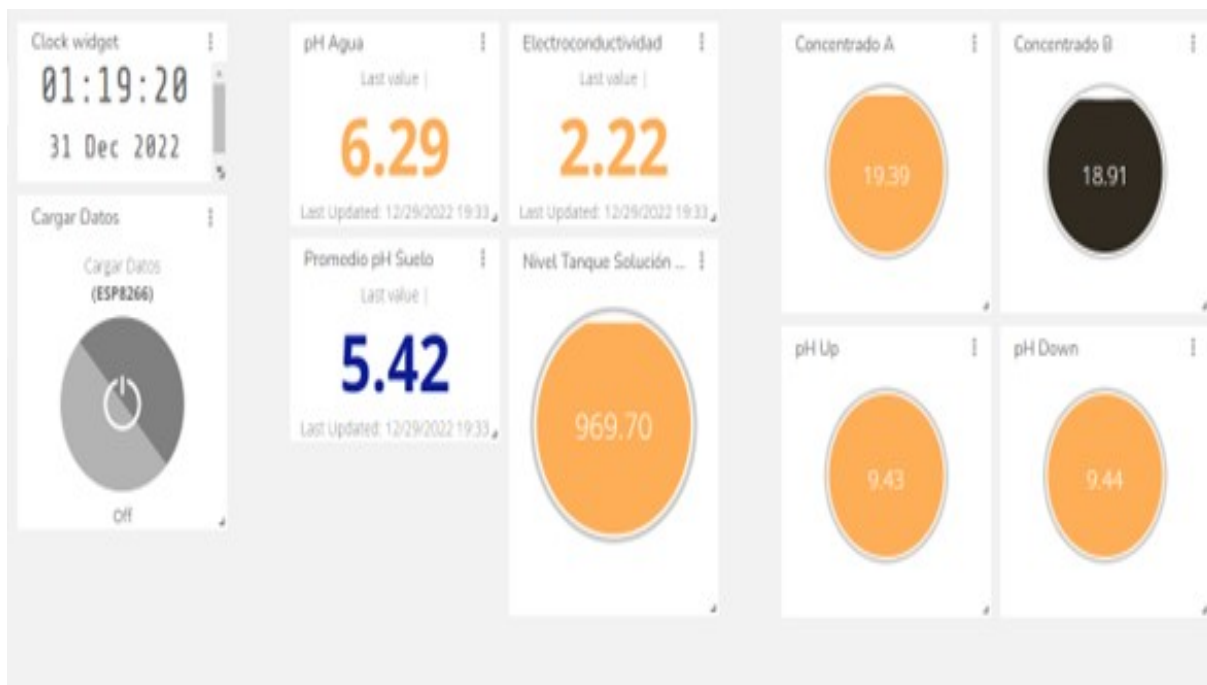 Clock widget
01:19:20
31 Dec 2022
Cargar Datos
Cargar Datos
(ESP8266)
Off
pH Agua
Last value |
6.29
Last Updated: 12/29/2022 19:33
Electroconductividad
Last value |
2.22
Last Updated: 12/29/2022 19:33
Promedio pH Suelo
Last value |
5.42
Last Updated: 12/29/2022 19:33
Nivel Tanque Solución ...
969.70
Concentrado A
19.39
Concentrado B
18.91
pH Up
9.43
pH Down
9.44